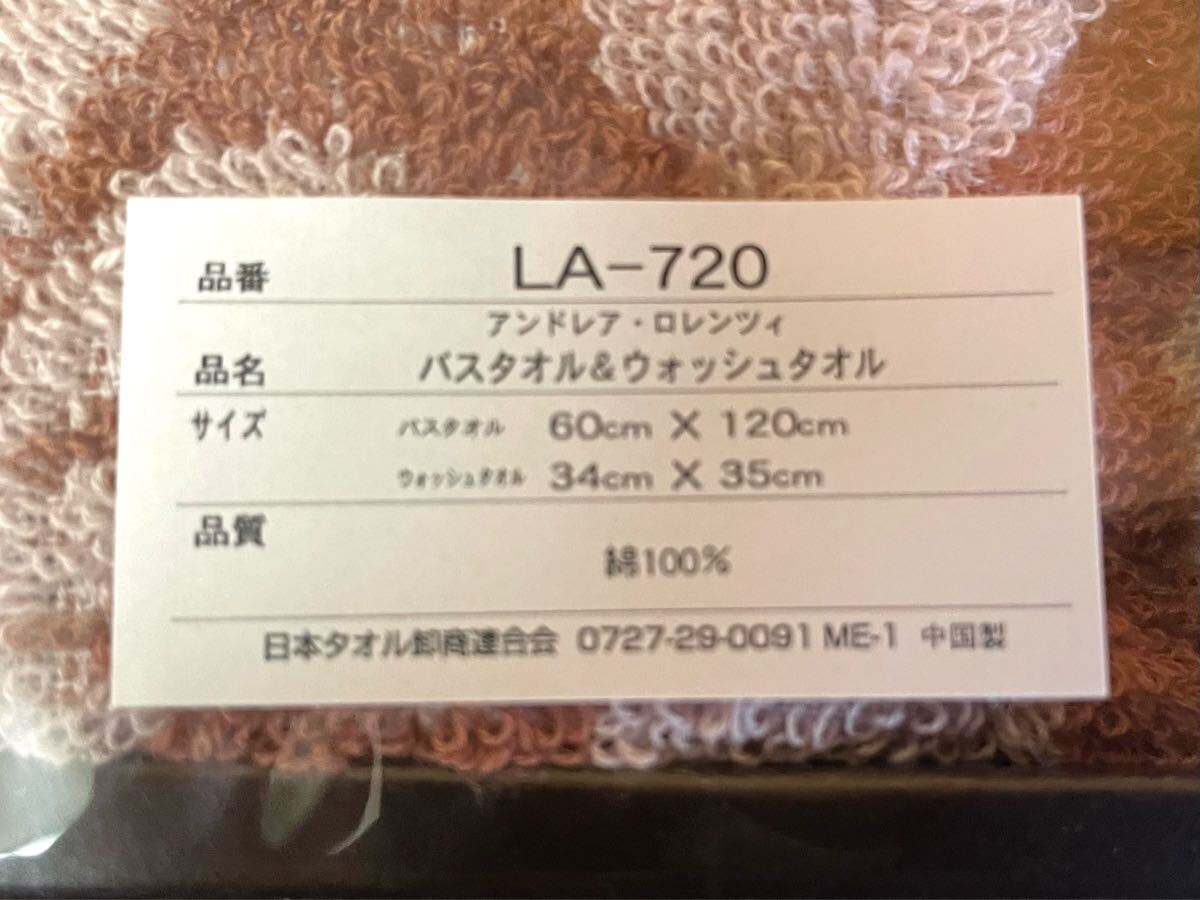 品番 LA-720
アンドレア・ロレンツィ
品名 バスタオル&ウォッシュタオル
サイズ バスタオル 60cm X 120cm
ウォッシュタオル 34cm X 35cm
品質
綿100%
日本タオル卸商連合会 0727-29-0091 ME-1 中国製